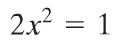 2x² = 1